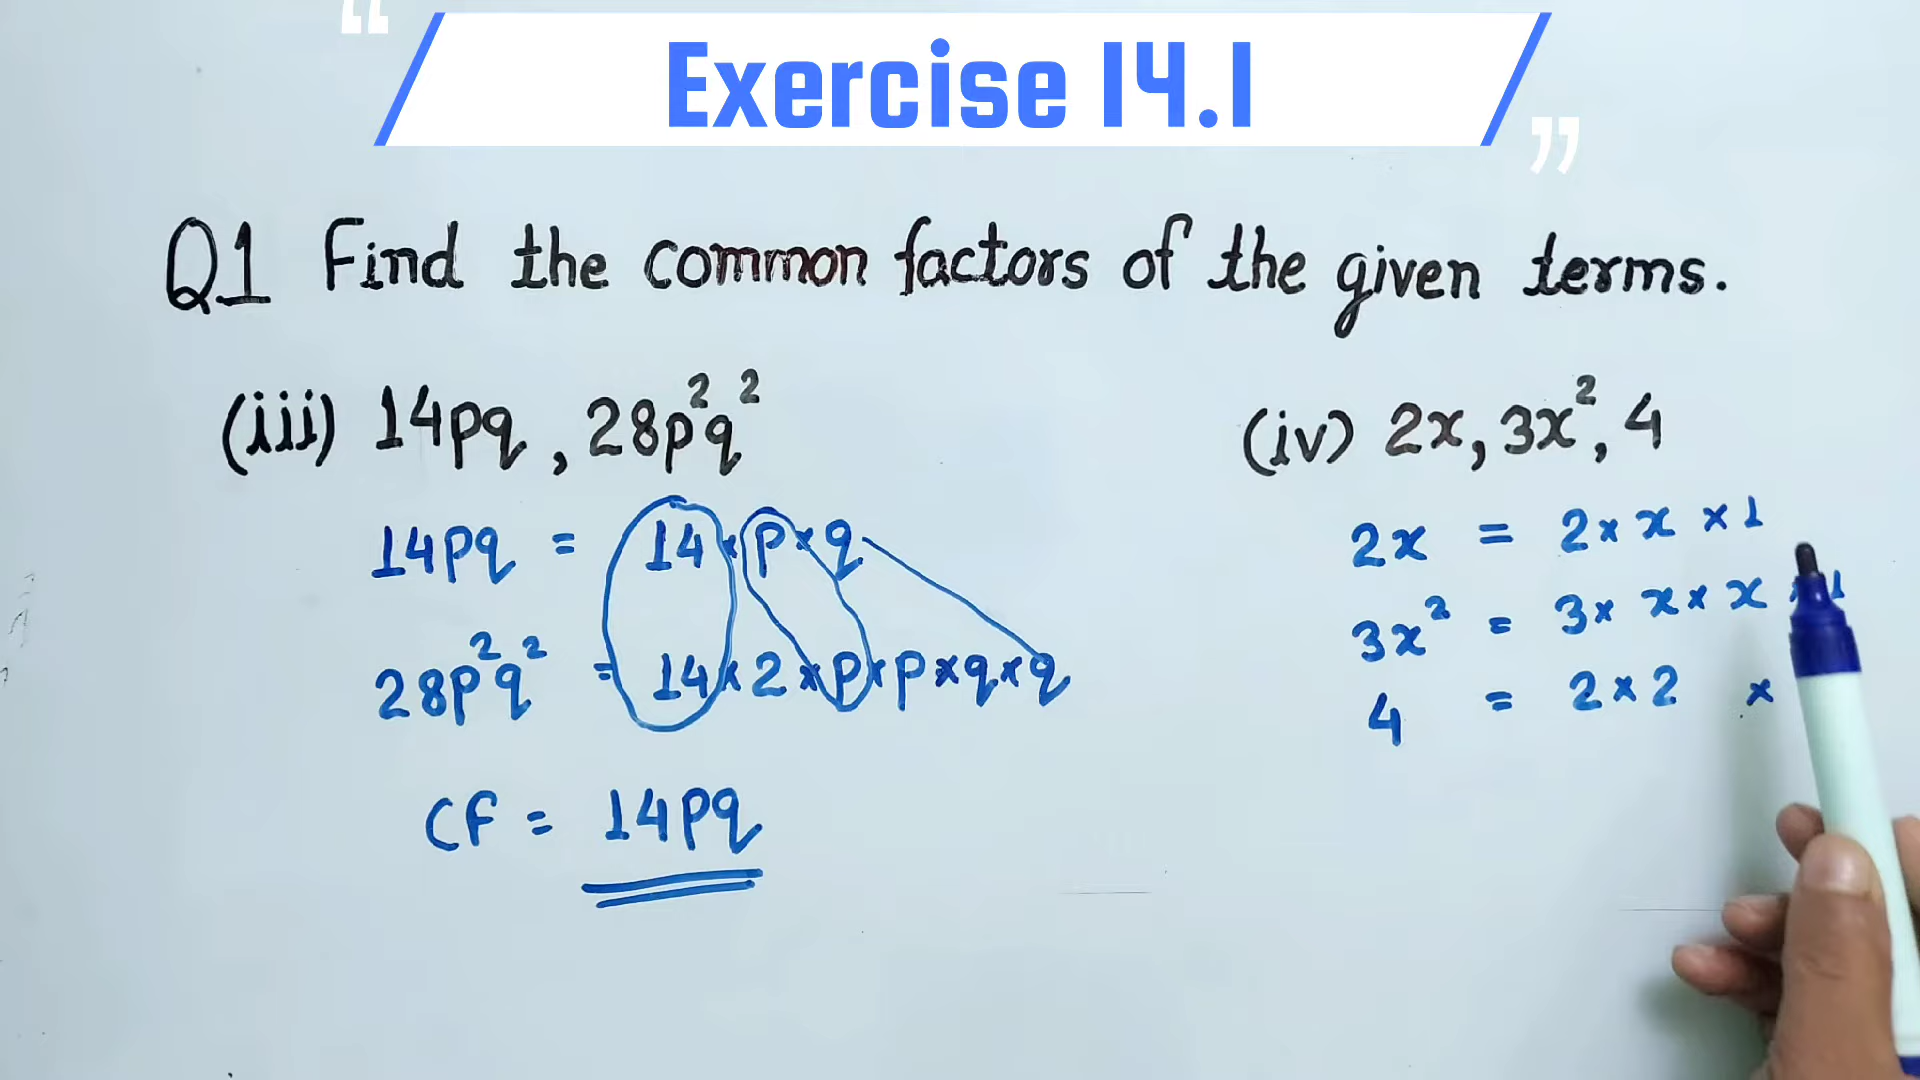 “
Exercise 14.1
”
Q1 Find the common factors of the given terms.
(iii) 14pq, 28p²q²
14pq = 14 × p × q
28p²q² = 14 × 2 × p × p × q × q
CF = 14pq
(iv) 2x, 3x², 4
2x = 2 × x × 1
3x² = 3 × x × x × 1
4 = 2 × 2 ×